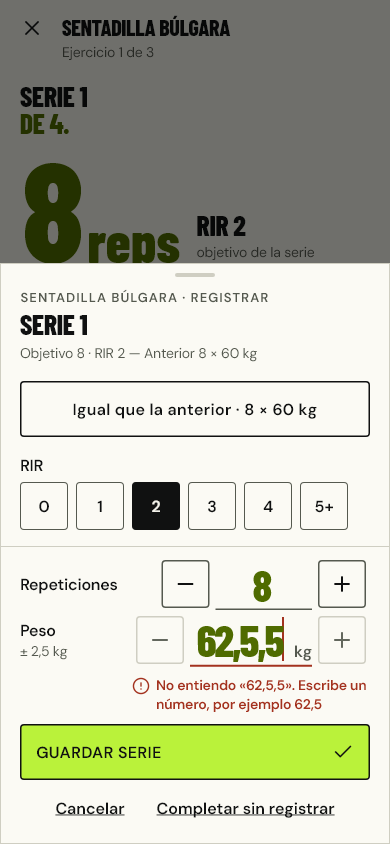 SENTADILLA BÚLGARA
Ejercicio 1 de 3
SERIE 1
DE 4.
8 reps
RIR 2
objetivo de la serie
SENTADILLA BÚLGARA · REGISTRAR
SERIE 1
Objetivo 8 · RIR 2 — Anterior 8 × 60 kg
Igual que la anterior · 8 × 60 kg
RIR
0 1 2 3 4 5+
Repeticiones − 8 +
Peso
± 2,5 kg
− 62,5,5 kg +
No entiendo «62,5,5». Escribe un
número, por ejemplo 62,5
GUARDAR SERIE
Cancelar Completar sin registrar